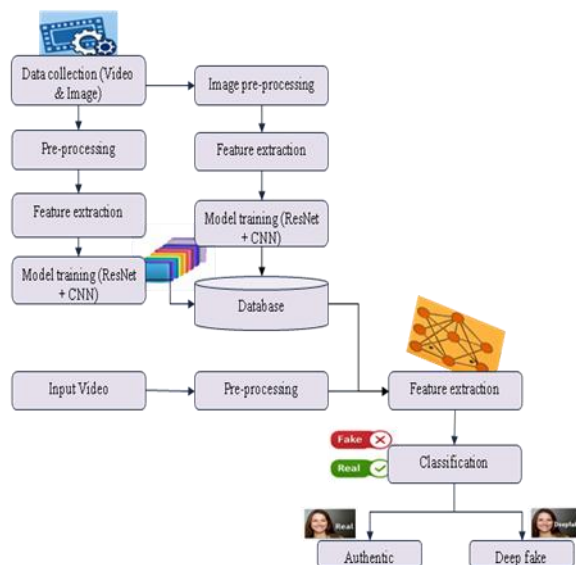 Data collection (Video
& Image)
Image pre-processing
Pre-processing
Feature extraction
Feature extraction
Model training (ResNet
+ CNN)
Model training (ResNet
+ CNN)
Database
Input Video
Pre-processing
Feature extraction
Fake
Real
Classification
Real
Deepfak
Authentic
Deep fake